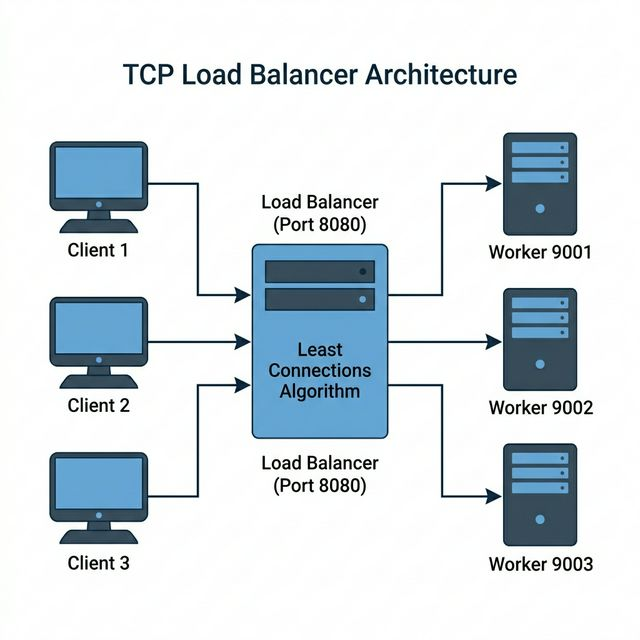 TCP Load Balancer Architecture
Client 1
Load Balancer
(Port 8080)
Worker 9001
Least
Connections
Algorithm
Client 2
Worker 9002
Load Balancer
(Port 8080)
Client 3
Worker 9003